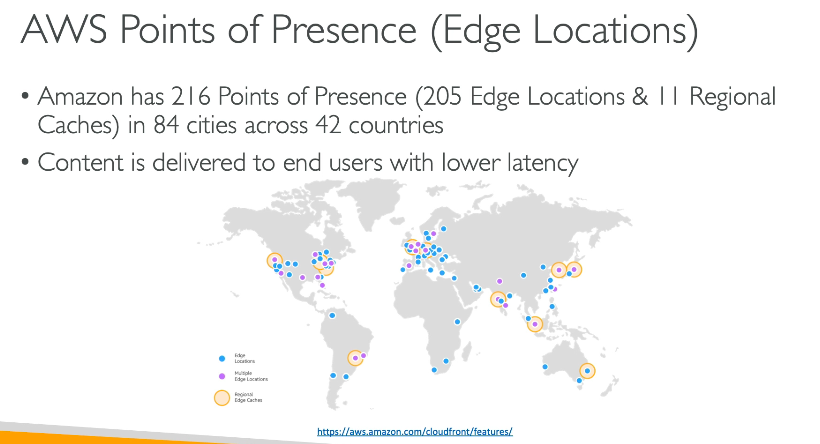 AWS Points of Presence (Edge Locations)
• Amazon has 216 Points of Presence (205 Edge Locations & 11 Regional
Caches) in 84 cities across 42 countries
• Content is delivered to end users with lower latency
Edge
Locations
Multiple
Edge Locations
Regional
Edge Caches
https://aws.amazon.com/cloudfront/features/